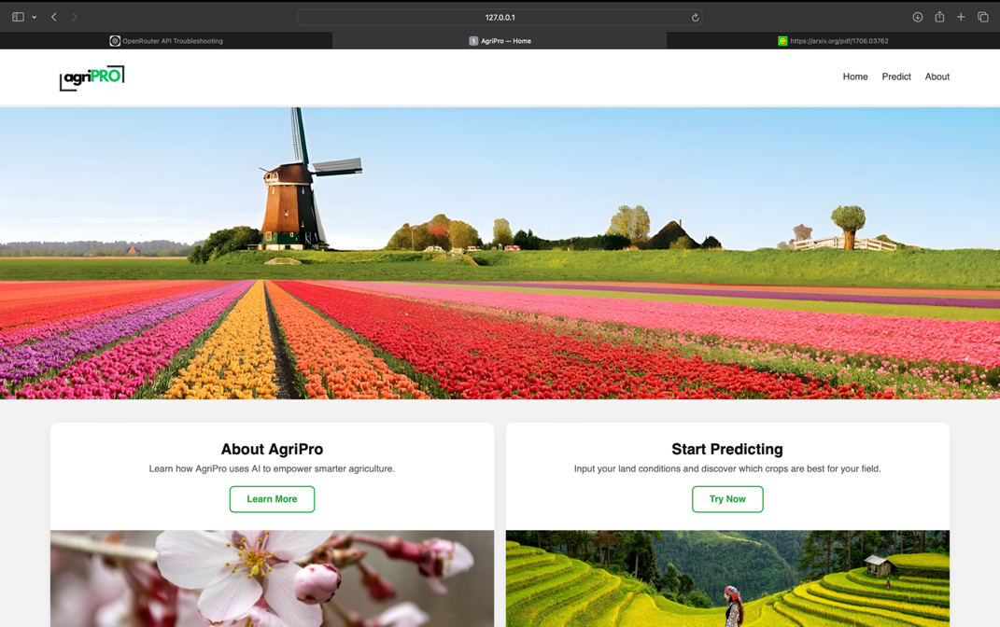 127.0.0.1
OpenRouter API Troubleshooting
1 AgriPro — Home
https://arxiv.org/pdf/1706.03762
agriPRO
Home Predict About
About AgriPro
Learn how AgriPro uses AI to empower smarter agriculture.
Learn More
Start Predicting
Input your land conditions and discover which crops are best for your field.
Try Now